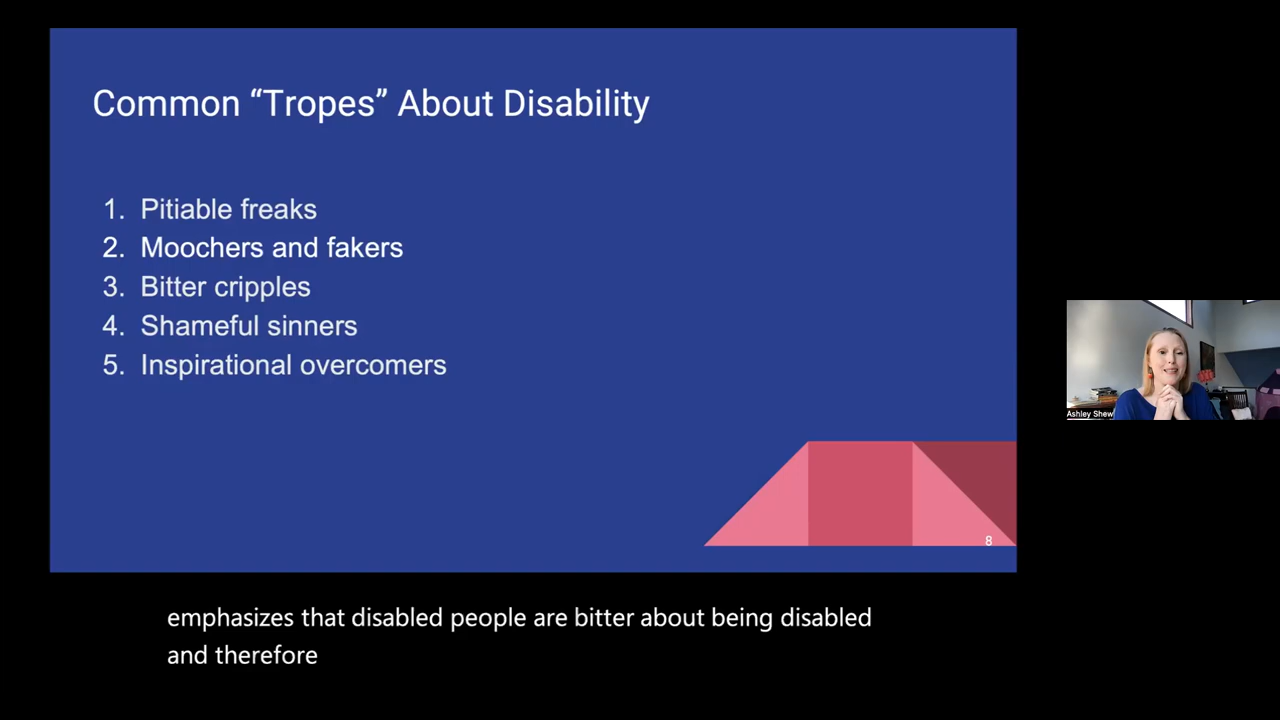 Common “Tropes” About Disability
1. Pitiable freaks
2. Moochers and fakers
3. Bitter cripples
4. Shameful sinners
5. Inspirational overcomers
8
Ashley Shew
emphasizes that disabled people are bitter about being disabled
and therefore